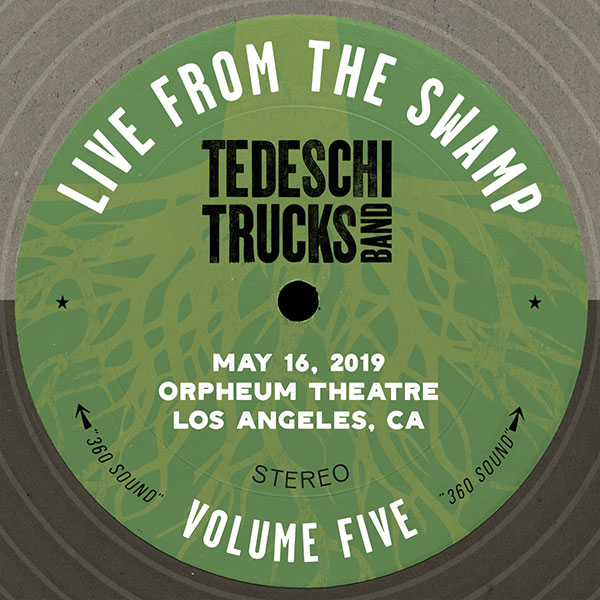 LIVE FROM THE SWAMP
TEDESCHI
TRUCKS BAND
MAY 16, 2019
ORPHEUM THEATRE
LOS ANGELES, CA
"360 SOUND"
STEREO
"360 SOUND"
VOLUME FIVE